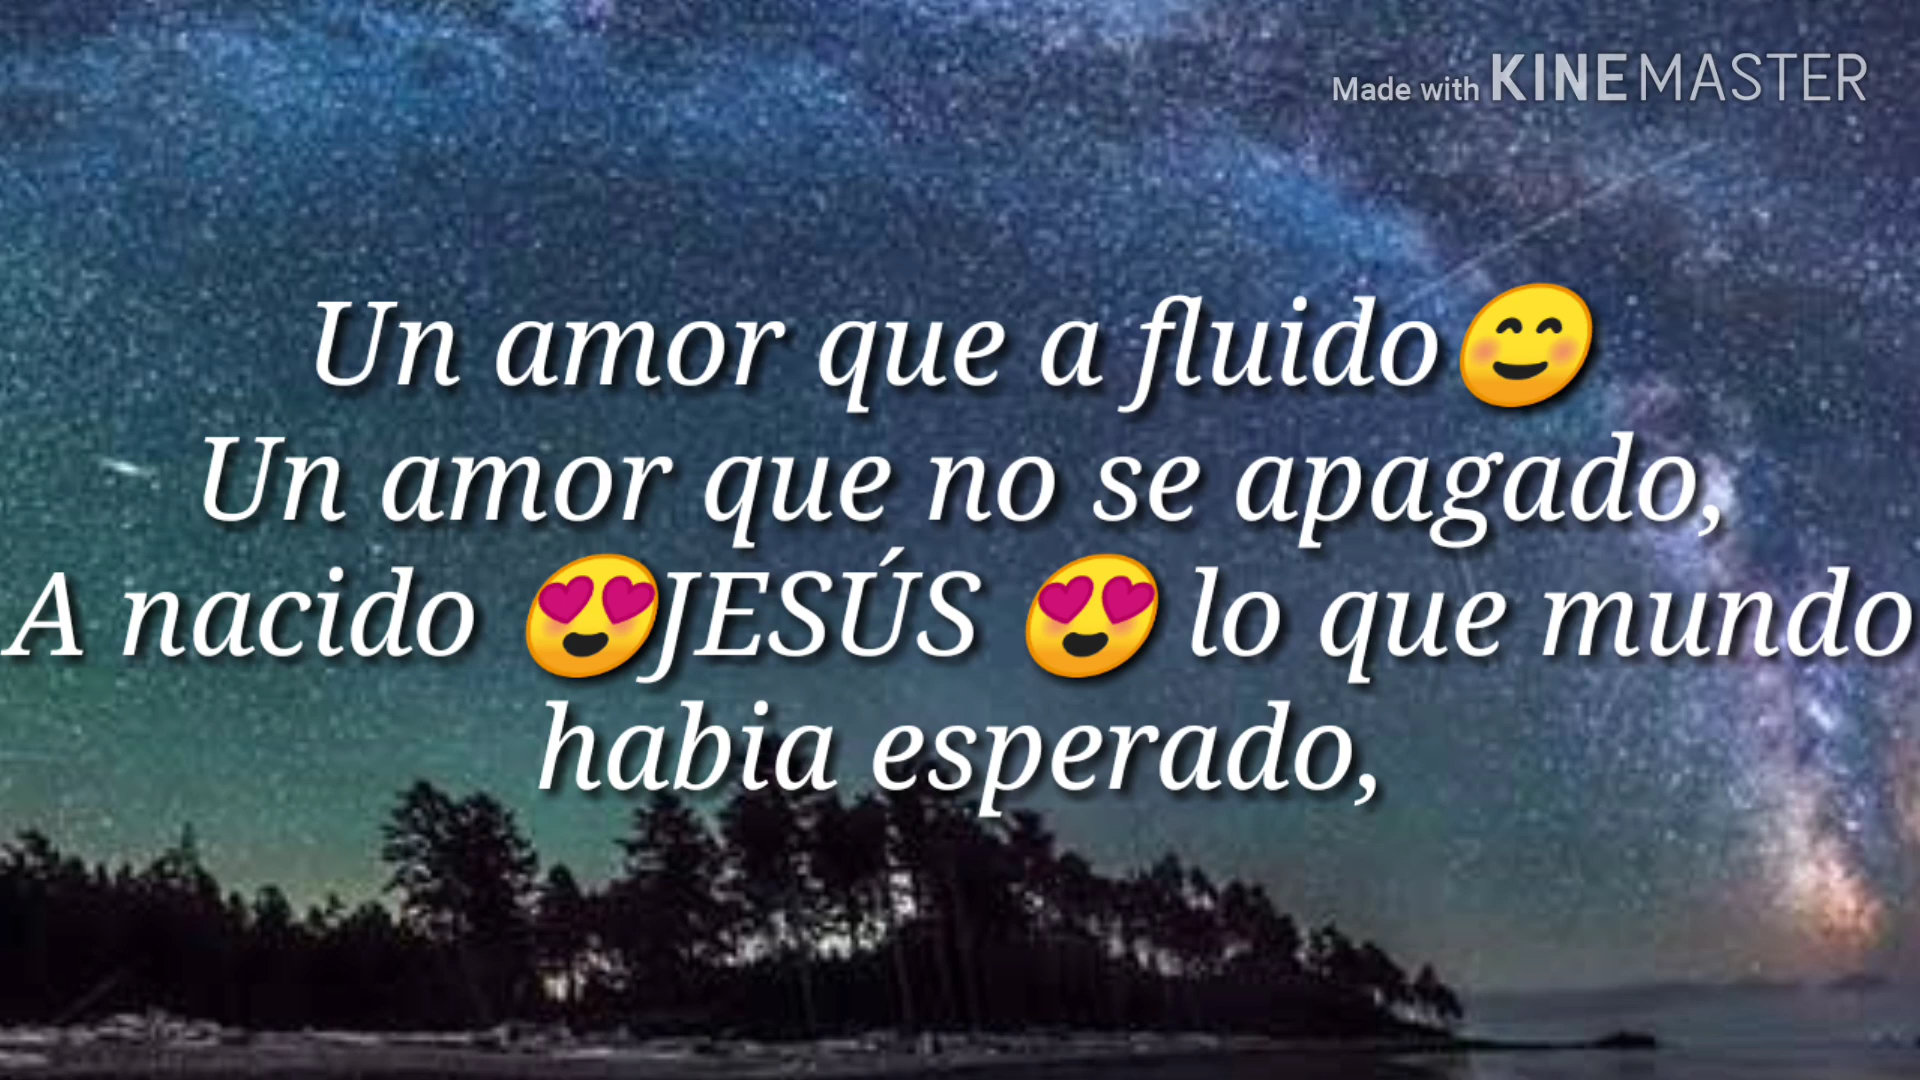 Made with KINEMASTER
Un amor que a fluido😊
Un amor que no se apagado,
A nacido 😍JESÚS 😍 lo que mundo
habia esperado,